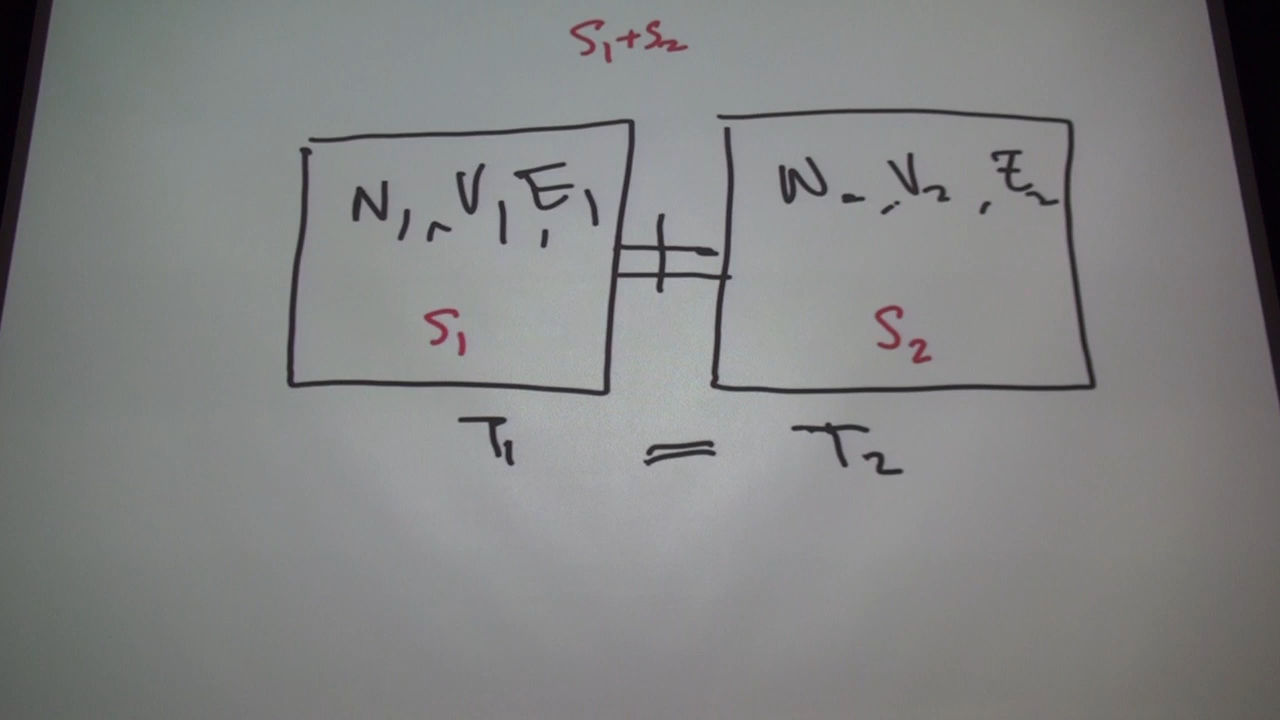 S₁+S₂
N₁, V₁, E₁
N₂, V₂, E₂
S₁
S₂
T₁ = T₂